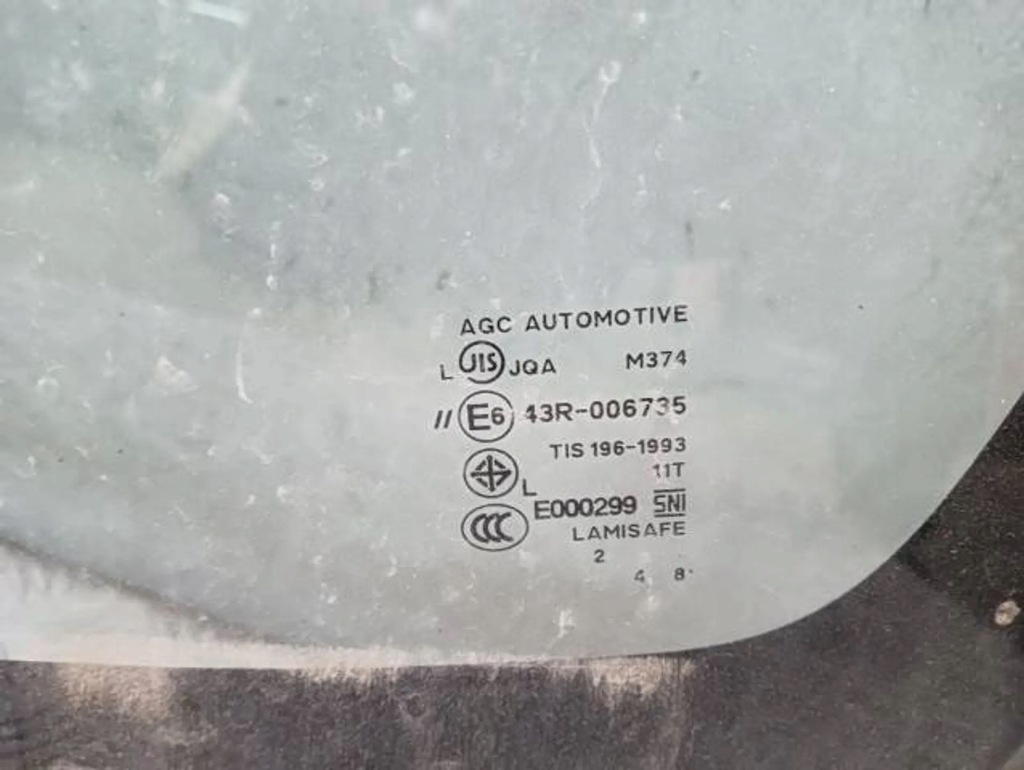 AGC AUTOMOTIVE
L JIS JQA M374
// E6 43R-006735
TIS 196-1993
L 11T
CCC E000299 SNI
LAMISAFE
2
4 8